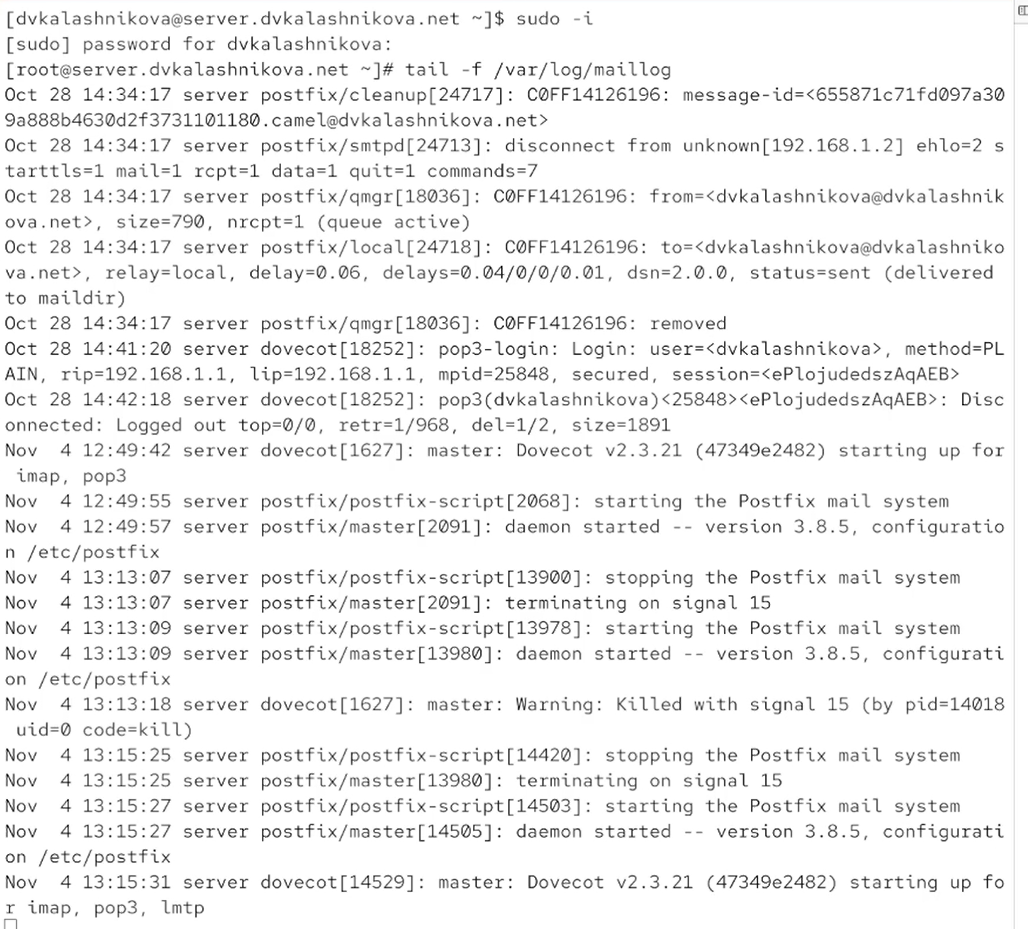 [dvkalashnikova@server.dvkalashnikova.net ~]$ sudo -i
[sudo] password for dvkalashnikova:
[root@server.dvkalashnikova.net ~]# tail -f /var/log/maillog
Oct 28 14:34:17 server postfix/cleanup[24717]: C0FF14126196: message-id=<655871c71fd097a30
9a888b4630d2f3731101180.camel@dvkalashnikova.net>
Oct 28 14:34:17 server postfix/smtpd[24713]: disconnect from unknown[192.168.1.2] ehlo=2 s
tarttls=1 mail=1 rcpt=1 data=1 quit=1 commands=7
Oct 28 14:34:17 server postfix/qmgr[18036]: C0FF14126196: from=<dvkalashnikova@dvkalashnik
ova.net>, size=790, nrcpt=1 (queue active)
Oct 28 14:34:17 server postfix/local[24718]: C0FF14126196: to=<dvkalashnikova@dvkalashniko
va.net>, relay=local, delay=0.06, delays=0.04/0/0/0.01, dsn=2.0.0, status=sent (delivered
to maildir)
Oct 28 14:34:17 server postfix/qmgr[18036]: C0FF14126196: removed
Oct 28 14:41:20 server dovecot[18252]: pop3-login: Login: user=<dvkalashnikova>, method=PL
AIN, rip=192.168.1.1, lip=192.168.1.1, mpid=25848, secured, session=<ePlojudedszAqAEB>
Oct 28 14:42:18 server dovecot[18252]: pop3(dvkalashnikova)<25848><ePlojudedszAqAEB>: Disc
onnected: Logged out top=0/0, retr=1/968, del=1/2, size=1891
Nov  4 12:49:42 server dovecot[1627]: master: Dovecot v2.3.21 (47349e2482) starting up for
 imap, pop3
Nov  4 12:49:55 server postfix/postfix-script[2068]: starting the Postfix mail system
Nov  4 12:49:57 server postfix/master[2091]: daemon started -- version 3.8.5, configuratio
n /etc/postfix
Nov  4 13:13:07 server postfix/postfix-script[13900]: stopping the Postfix mail system
Nov  4 13:13:07 server postfix/master[2091]: terminating on signal 15
Nov  4 13:13:09 server postfix/postfix-script[13978]: starting the Postfix mail system
Nov  4 13:13:09 server postfix/master[13980]: daemon started -- version 3.8.5, configurati
on /etc/postfix
Nov  4 13:13:18 server dovecot[1627]: master: Warning: Killed with signal 15 (by pid=14018
 uid=0 code=kill)
Nov  4 13:15:25 server postfix/postfix-script[14420]: stopping the Postfix mail system
Nov  4 13:15:25 server postfix/master[13980]: terminating on signal 15
Nov  4 13:15:27 server postfix/postfix-script[14503]: starting the Postfix mail system
Nov  4 13:15:27 server postfix/master[14505]: daemon started -- version 3.8.5, configurati
on /etc/postfix
Nov  4 13:15:31 server dovecot[14529]: master: Dovecot v2.3.21 (47349e2482) starting up fo
r imap, pop3, lmtp